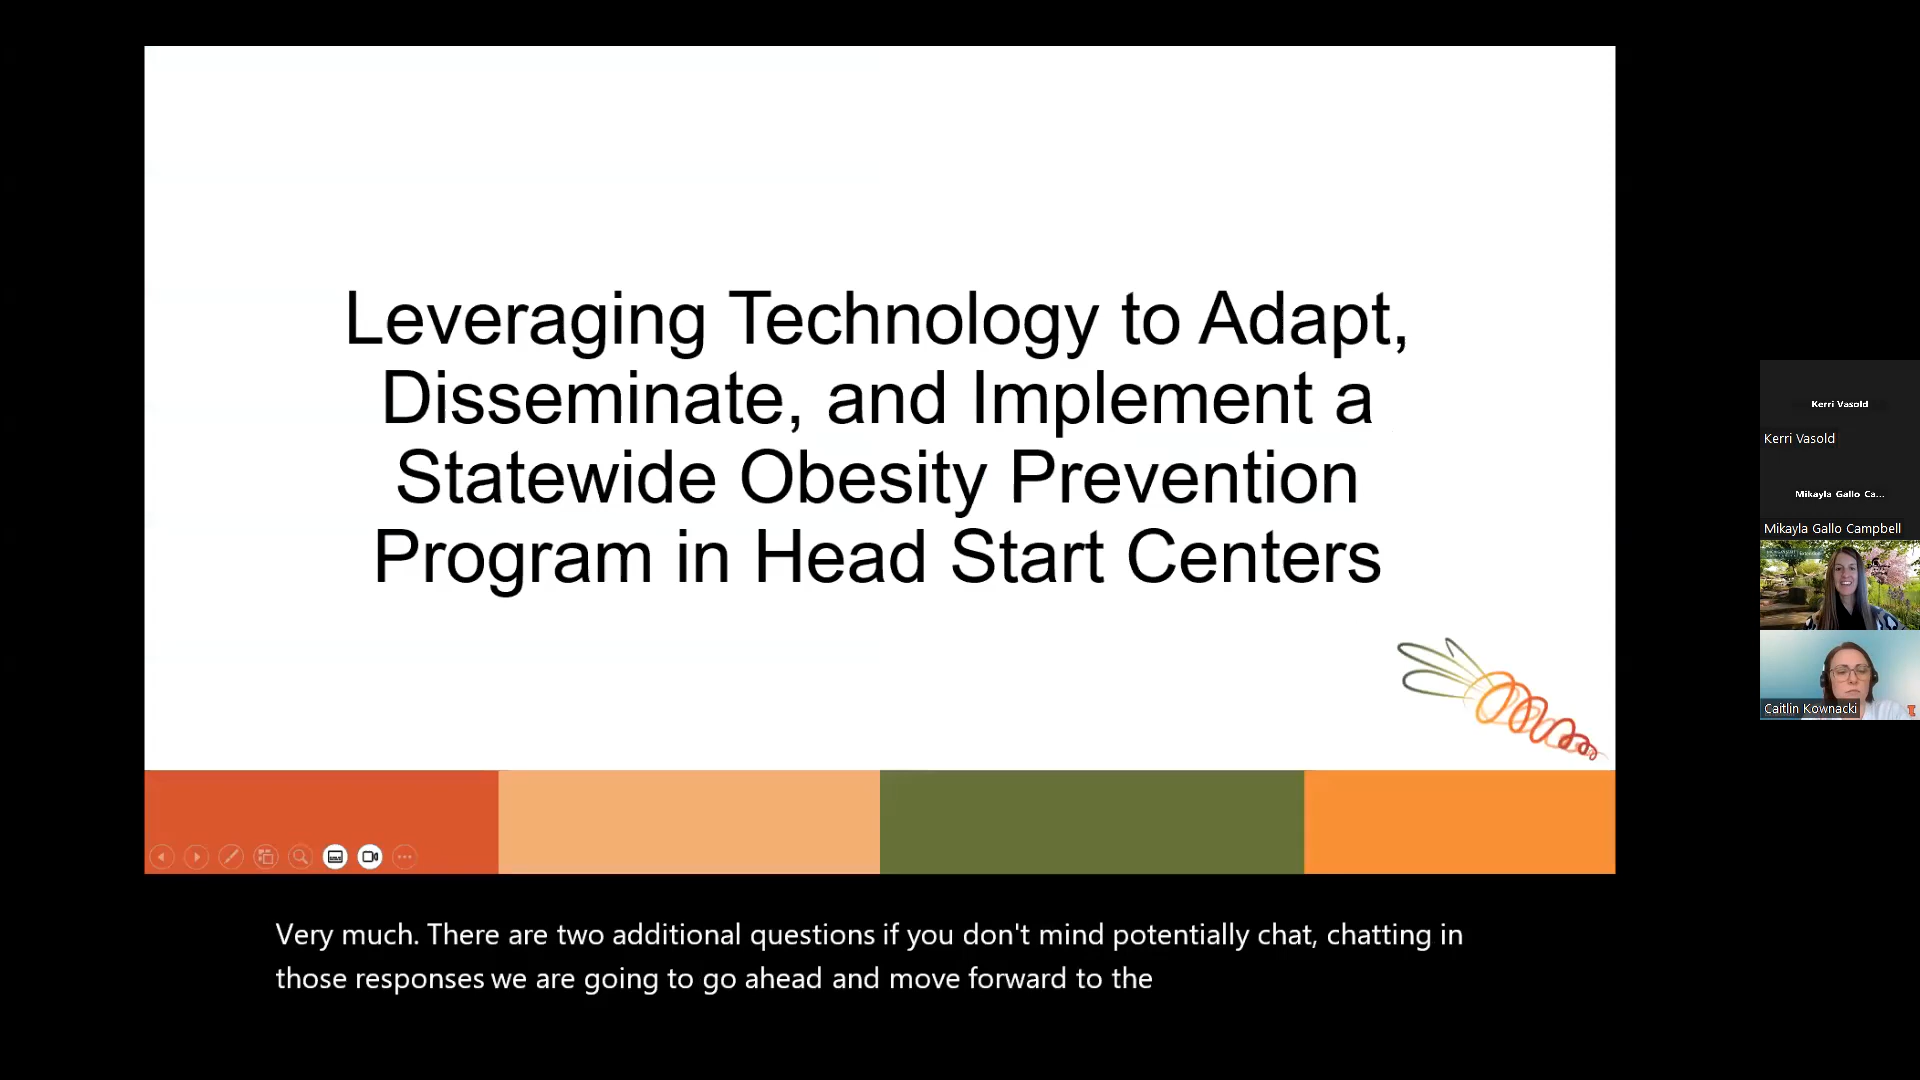 Leveraging Technology to Adapt,
Disseminate, and Implement a
Statewide Obesity Prevention
Program in Head Start Centers
Kerri Vasold
Kerri Vasold
Mikayla Gallo Ca...
Mikayla Gallo Campbell
Caitlin Kownacki
Very much. There are two additional questions if you don't mind potentially chat, chatting in
those responses we are going to go ahead and move forward to the